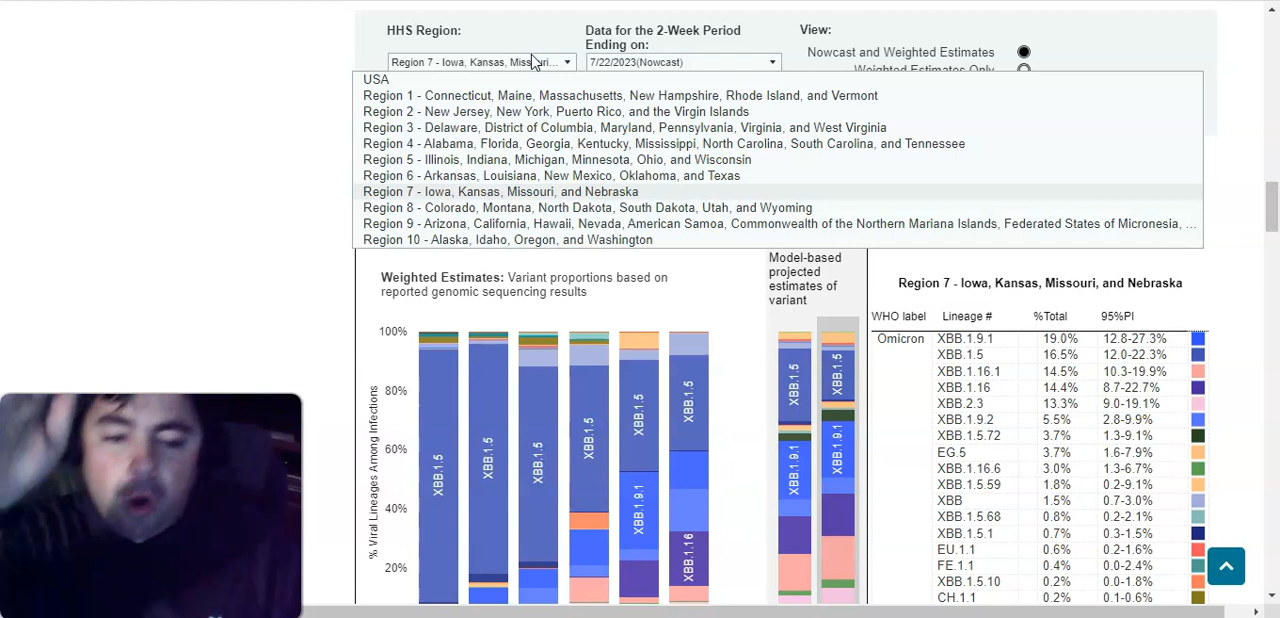 HHS Region:
Data for the 2-Week Period
Ending on:
View:
Region 7 - Iowa, Kansas, Missouri...
7/22/2023(Nowcast)
Nowcast and Weighted Estimates
Weighted Estimates Only
USA
Region 1 - Connecticut, Maine, Massachusetts, New Hampshire, Rhode Island, and Vermont
Region 2 - New Jersey, New York, Puerto Rico, and the Virgin Islands
Region 3 - Delaware, District of Columbia, Maryland, Pennsylvania, Virginia, and West Virginia
Region 4 - Alabama, Florida, Georgia, Kentucky, Mississippi, North Carolina, South Carolina, and Tennessee
Region 5 - Illinois, Indiana, Michigan, Minnesota, Ohio, and Wisconsin
Region 6 - Arkansas, Louisiana, New Mexico, Oklahoma, and Texas
Region 7 - Iowa, Kansas, Missouri, and Nebraska
Region 8 - Colorado, Montana, North Dakota, South Dakota, Utah, and Wyoming
Region 9 - Arizona, California, Hawaii, Nevada, American Samoa, Commonwealth of the Northern Mariana Islands, Federated States of Micronesia, ...
Region 10 - Alaska, Idaho, Oregon, and Washington
Weighted Estimates: Variant proportions based on
reported genomic sequencing results
Model-based
projected
estimates of
variant
% Viral Lineages Among Infections
100%
80%
60%
40%
20%
XBB.1.5
XBB.1.5
XBB.1.5
XBB.1.5
XBB.1.5
XBB.1.9.1
XBB.1.5
XBB.1.16
XBB.1.5
XBB.1.9.1
XBB.1.5
XBB.1.9.1
Region 7 - Iowa, Kansas, Missouri, and Nebraska
WHO label Lineage # %Total 95%PI
Omicron XBB.1.9.1 19.0% 12.8-27.3%
XBB.1.5 16.5% 12.0-22.3%
XBB.1.16.1 14.5% 10.3-19.9%
XBB.1.16 14.4% 8.7-22.7%
XBB.2.3 13.3% 9.0-19.1%
XBB.1.9.2 5.5% 2.8-9.9%
XBB.1.5.72 3.7% 1.3-9.1%
EG.5 3.7% 1.6-7.9%
XBB.1.16.6 3.0% 1.3-6.7%
XBB.1.5.59 1.8% 0.2-9.1%
XBB 1.5% 0.7-3.0%
XBB.1.5.68 0.8% 0.2-2.1%
XBB.1.5.1 0.7% 0.3-1.5%
EU.1.1 0.6% 0.2-1.6%
FE.1.1 0.4% 0.0-2.4%
XBB.1.5.10 0.2% 0.0-1.8%
CH.1.1 0.2% 0.1-0.6%